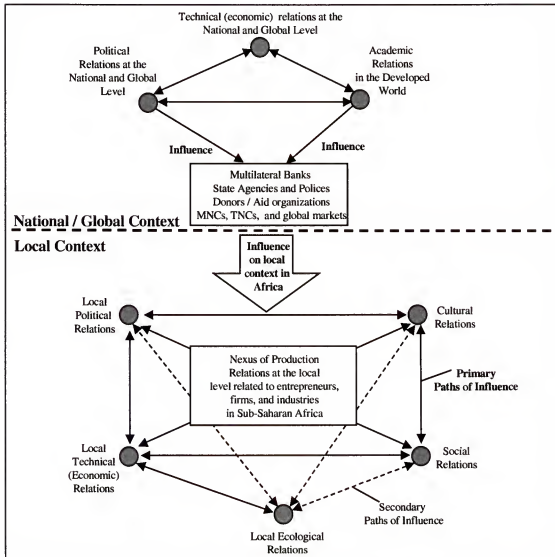 Technical (economic) relations at the
National and Global Level
Political
Relations at the
National and Global
Level
Academic
Relations
in the Developed
World
Influence
Influence
Multilateral Banks
State Agencies and Polices
Donors / Aid organizations
MNCs, TNCs, and global markets
National / Global Context
Local Context
Influence
on local
context in
Africa
Local
Political
Relations
Cultural
Relations
Nexus of Production
Relations at the local
level related to entrepreneurs,
firms, and industries
in Sub-Saharan Africa
Primary
Paths of Influence
Local
Technical
(Economic)
Relations
Social
Relations
Secondary
Paths of Influence
Local Ecological
Relations